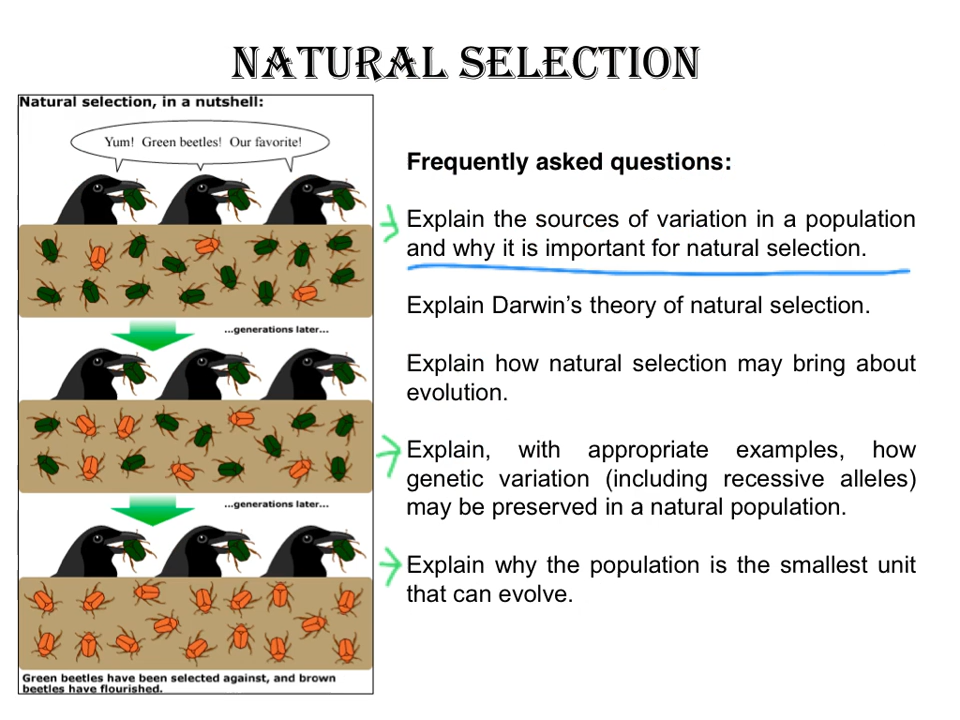 NATURAL SELECTION
Natural selection, in a nutshell:
Yum! Green beetles! Our favorite!
...generations later...
...generations later...
Green beetles have been selected against, and brown
beetles have flourished.
Frequently asked questions:
Explain the sources of variation in a population
and why it is important for natural selection.
Explain Darwin’s theory of natural selection.
Explain how natural selection may bring about
evolution.
Explain, with appropriate examples, how
genetic variation (including recessive alleles)
may be preserved in a natural population.
Explain why the population is the smallest unit
that can evolve.